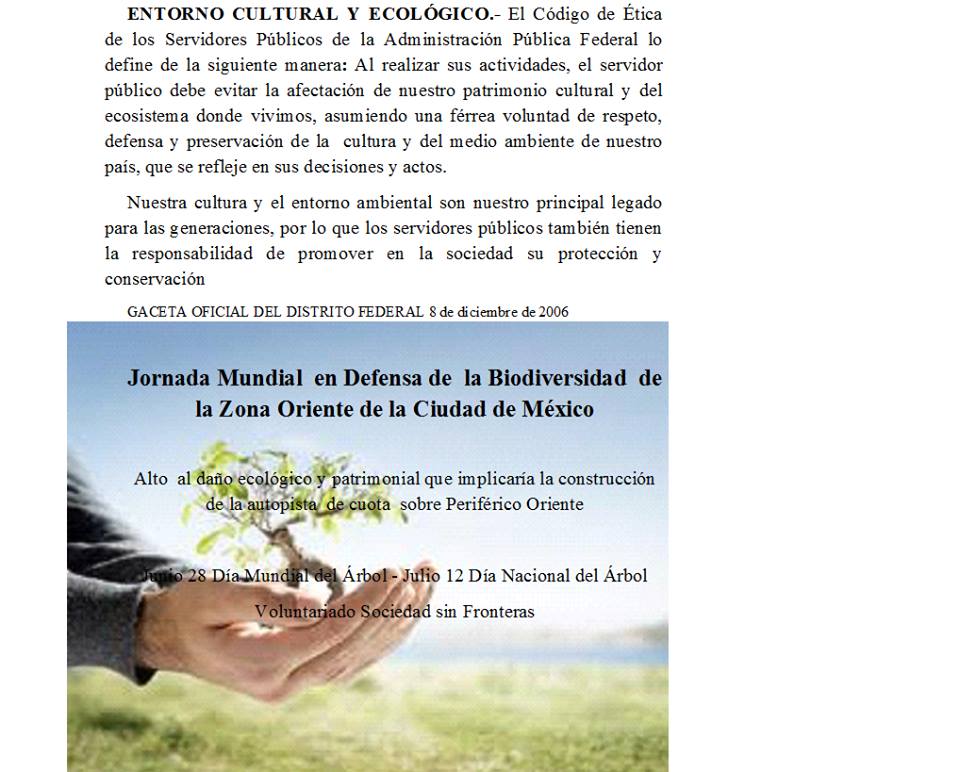 ENTORNO CULTURAL Y ECOLÓGICO.- El Código de Ética
de los Servidores Públicos de la Administración Pública Federal lo
define de la siguiente manera: Al realizar sus actividades, el servidor
público debe evitar la afectación de nuestro patrimonio cultural y del
ecosistema donde vivimos, asumiendo una férrea voluntad de respeto,
defensa y preservación de la cultura y del medio ambiente de nuestro
país, que se refleje en sus decisiones y actos.
Nuestra cultura y el entorno ambiental son nuestro principal legado
para las generaciones, por lo que los servidores públicos también tienen
la responsabilidad de promover en la sociedad su protección y
conservación
GACETA OFICIAL DEL DISTRITO FEDERAL 8 de diciembre de 2006
Jornada Mundial en Defensa de la Biodiversidad de
la Zona Oriente de la Ciudad de México
Alto al daño ecológico y patrimonial que implicaría la construcción
de la autopista de cuota sobre Periférico Oriente
Junio 28 Día Mundial del Árbol - Julio 12 Día Nacional del Árbol
Voluntariado Sociedad sin Fronteras